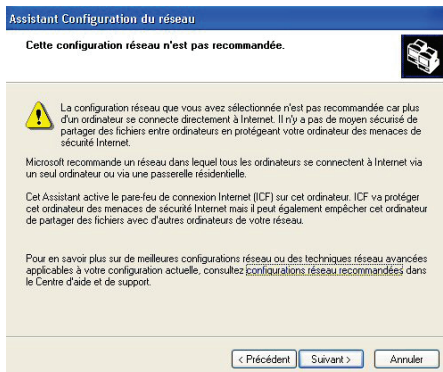 Assistant Configuration du réseau
Cette configuration réseau n'est pas recommandée.
La configuration réseau que vous avez sélectionnée n'est pas recommandée car plus
d'un ordinateur se connecte directement à Internet. Il n'y a pas de moyen sécurisé de
partager des fichiers entre ordinateurs en protégeant votre ordinateur des menaces de
sécurité Internet.
Microsoft recommande un réseau dans lequel tous les ordinateurs se connectent à Internet via
un seul ordinateur ou via une passerelle résidentielle.
Cet Assistant active le pare-feu de connexion Internet (ICF) sur cet ordinateur. ICF va protéger
cet ordinateur des menaces de sécurité Internet mais il peut également empêcher cet ordinateur
de partager des fichiers avec d'autres ordinateurs de votre réseau.
Pour en savoir plus sur de meilleures configurations réseau ou des techniques réseau avancées
applicables à votre configuration actuelle, consultez configurations réseau recommandées dans
le Centre d'aide et de support.
< Précédent Suivant > Annuler